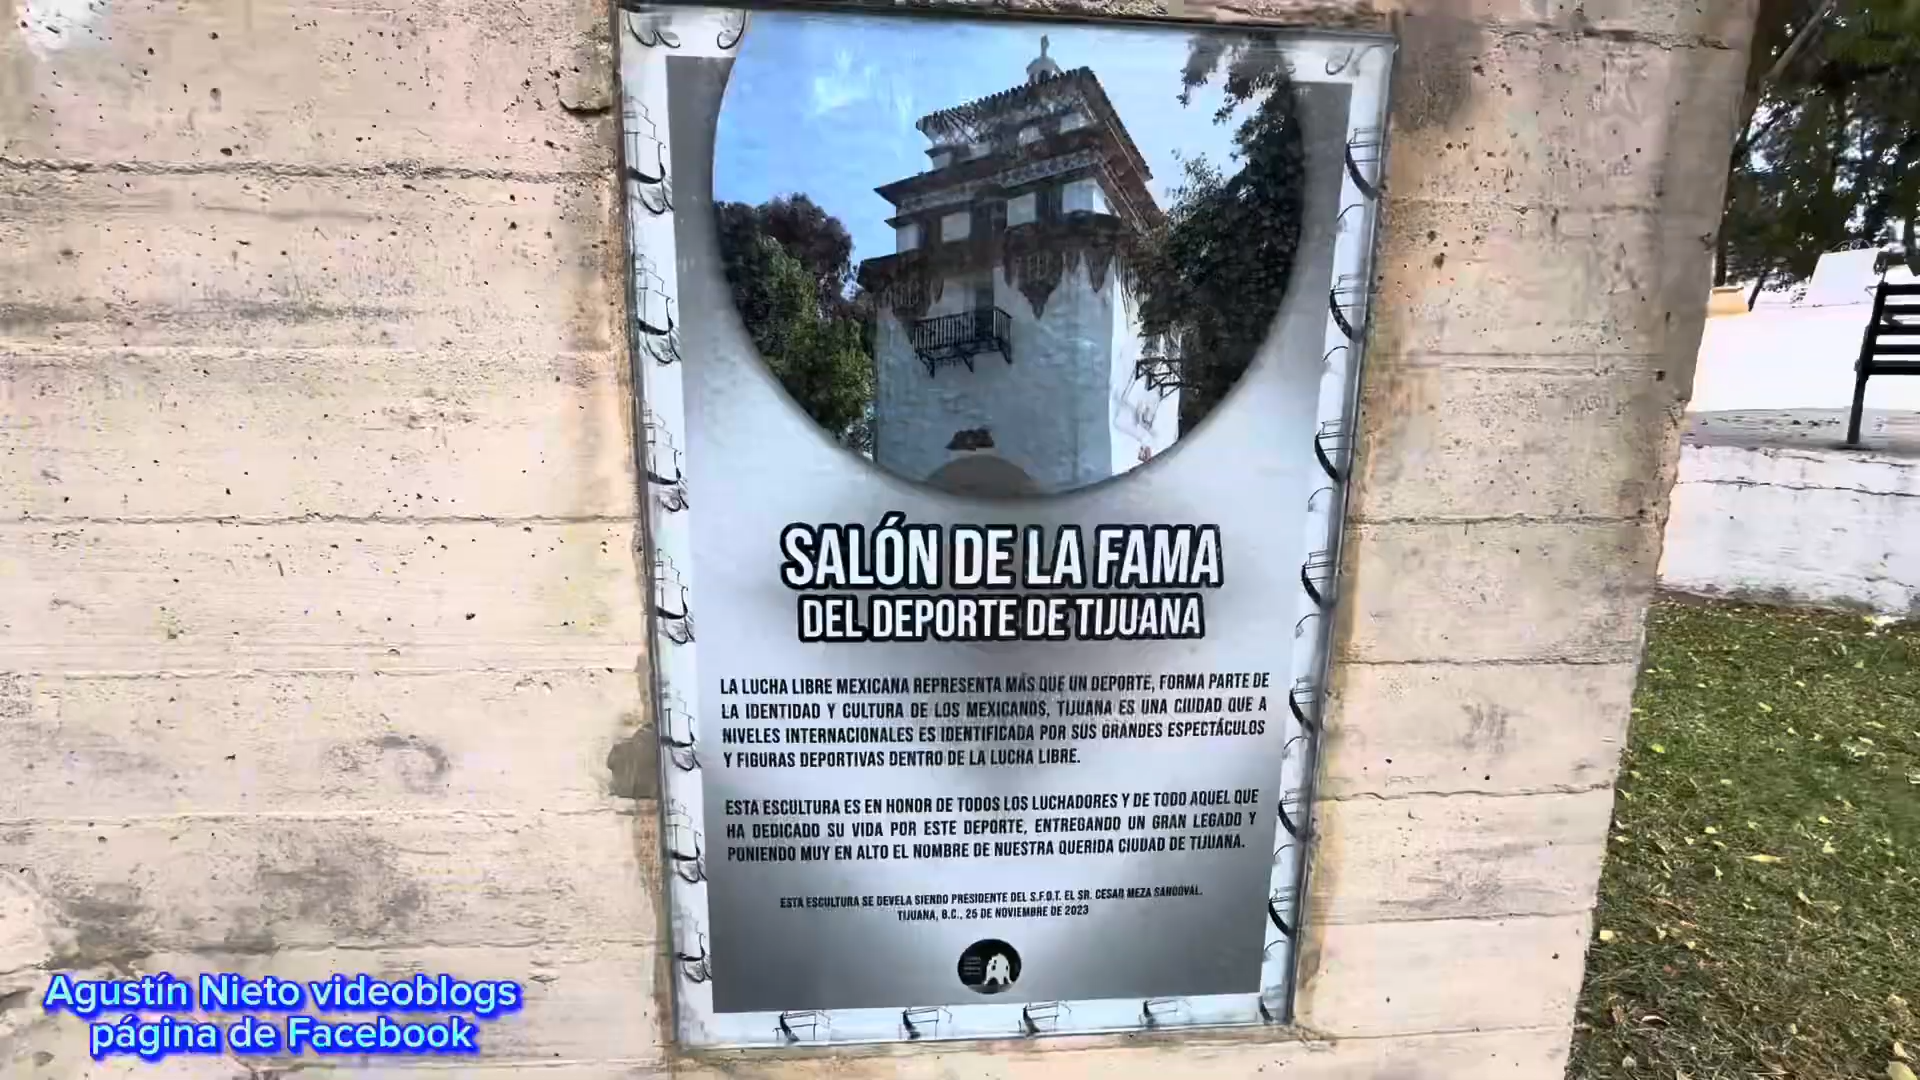 SALÓN DE LA FAMA
DEL DEPORTE DE TIJUANA
LA LUCHA LIBRE MEXICANA REPRESENTA MÁS QUE UN DEPORTE, FORMA PARTE DE
LA IDENTIDAD Y CULTURA DE LOS MEXICANOS, TIJUANA ES UNA CIUDAD QUE A
NIVELES INTERNACIONALES ES IDENTIFICADA POR SUS GRANDES ESPECTÁCULOS
Y FIGURAS DEPORTIVAS DENTRO DE LA LUCHA LIBRE.
ESTA ESCULTURA ES EN HONOR DE TODOS LOS LUCHADORES Y DE TODO AQUEL QUE
HA DEDICADO SU VIDA POR ESTE DEPORTE, ENTREGANDO UN GRAN LEGADO Y
PONIENDO MUY EN ALTO EL NOMBRE DE NUESTRA QUERIDA CIUDAD DE TIJUANA.
ESTA ESCULTURA SE DEVELA SIENDO PRESIDENTE DEL S.F.D.T. EL SR. CESAR MEZA SANDOVAL.
TIJUANA, B.C., 25 DE NOVIEMBRE DE 2023
Agustín Nieto videoblogs
página de Facebook